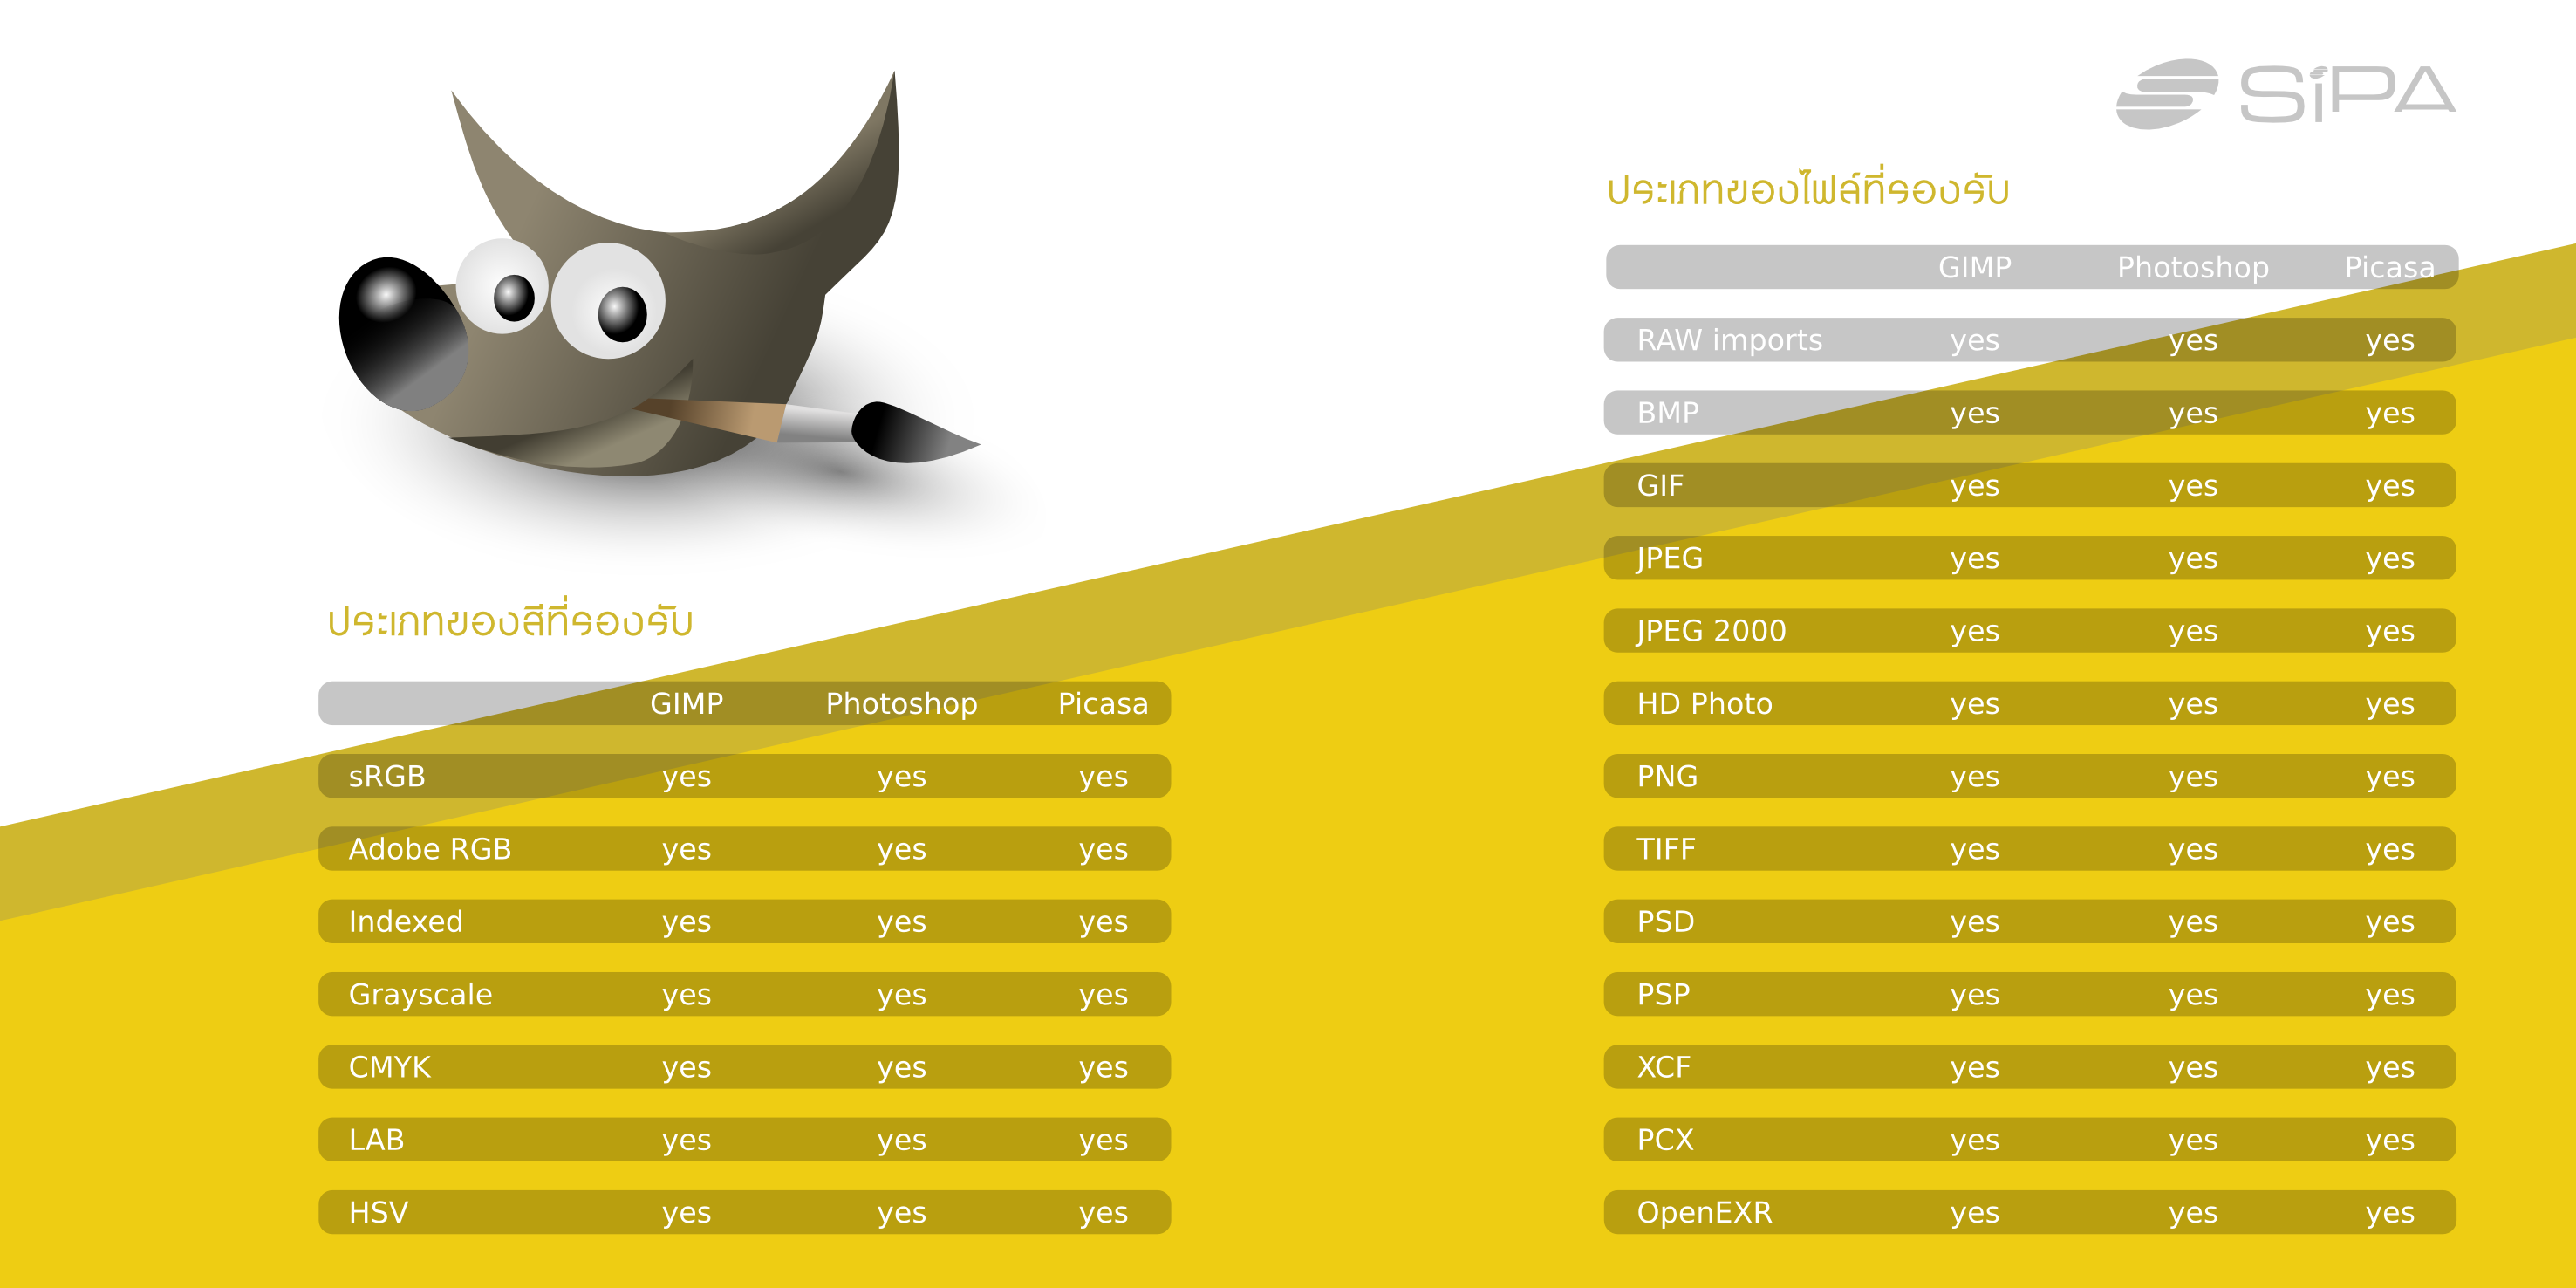 SiPA
ประเภทของสีที่รองรับ
GIMP Photoshop Picasa
sRGB yes yes yes
Adobe RGB yes yes yes
Indexed yes yes yes
Grayscale yes yes yes
CMYK yes yes yes
LAB yes yes yes
HSV yes yes yes
ประเภทของไฟล์ที่รองรับ
GIMP Photoshop Picasa
RAW imports yes yes yes
BMP yes yes yes
GIF yes yes yes
JPEG yes yes yes
JPEG 2000 yes yes yes
HD Photo yes yes yes
PNG yes yes yes
TIFF yes yes yes
PSD yes yes yes
PSP yes yes yes
XCF yes yes yes
PCX yes yes yes
OpenEXR yes yes yes